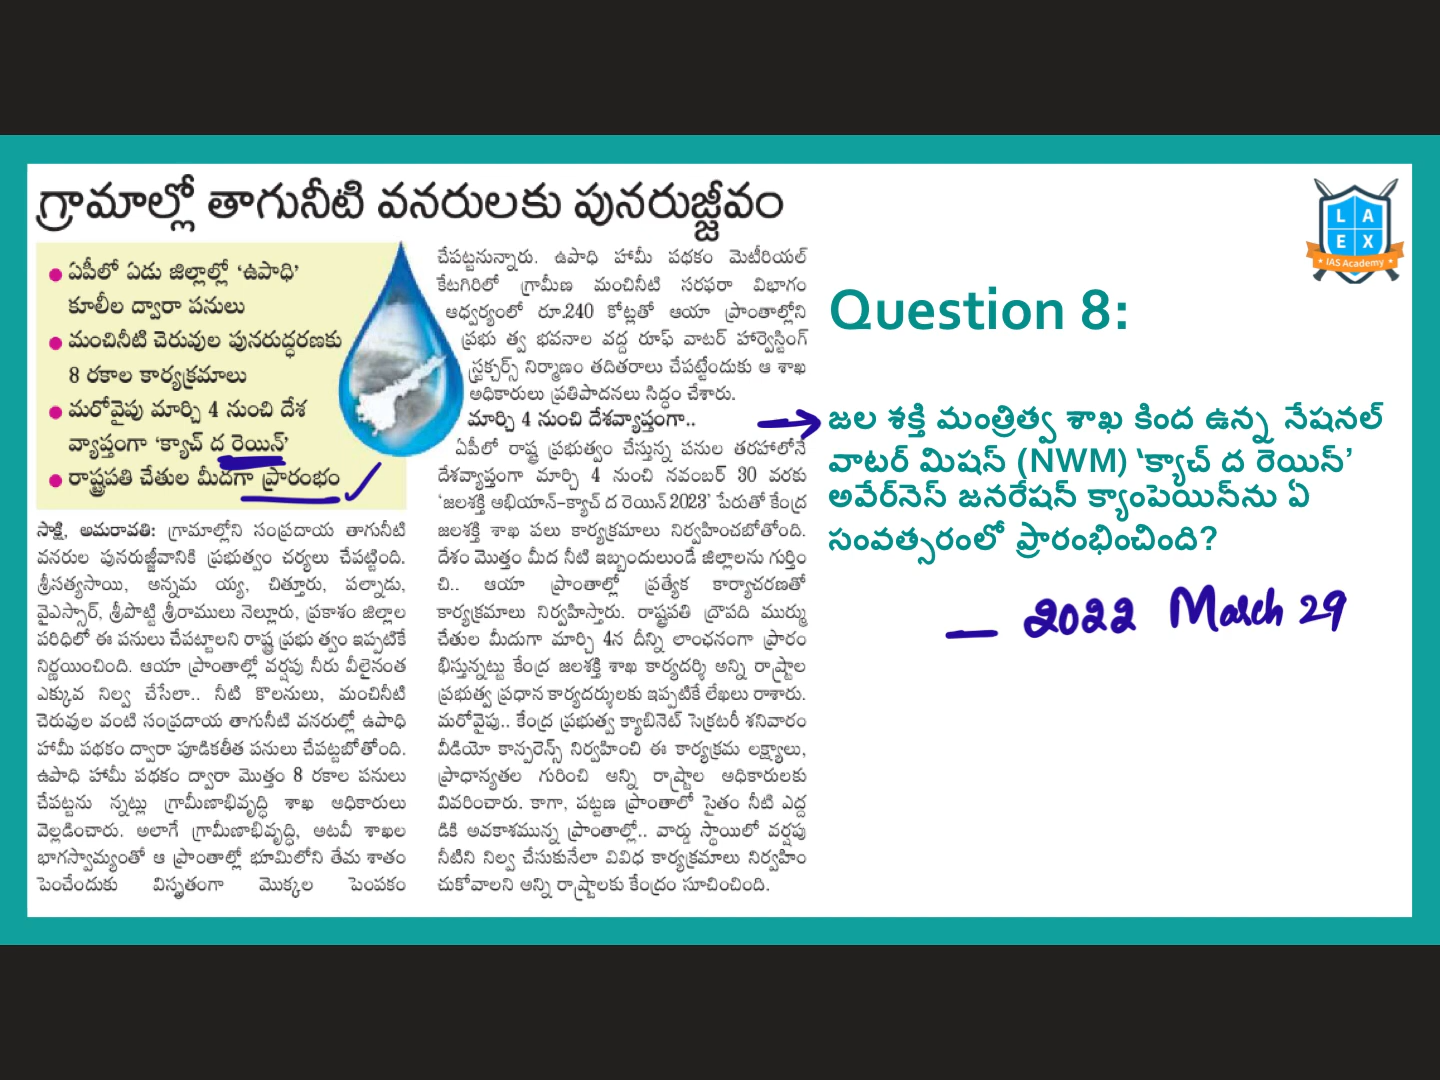 గ్రామాల్లో తాగునీటి వనరులకు పునరుజ్జీవం
ఏపీలో ఏడు జిల్లాల్లో ‘ఉపాధి’
కూలీల ద్వారా పనులు
మంచినీటి చెరువుల పునరుద్ధరణకు
8 రకాల కార్యక్రమాలు
మరోవైపు మార్చి 4 నుంచి దేశ
వ్యాప్తంగా ‘క్యాచ్ ద రెయిన్’
రాష్ట్రపతి చేతుల మీదగా ప్రారంభం
సాక్షి, అమరావతి: గ్రామాల్లోని సంప్రదాయ తాగునీటి
వనరుల పునరుజ్జీవానికి ప్రభుత్వం చర్యలు చేపట్టింది.
శ్రీసత్యసాయి, అన్నమ య్య, చిత్తూరు, పల్నాడు,
వైఎస్సార్, శ్రీపొట్టి శ్రీరాములు నెల్లూరు, ప్రకాశం జిల్లాల
పరిధిలో ఈ పనులు చేపట్టాలని రాష్ట్ర ప్రభు త్వం ఇప్పటికే
నిర్ణయించింది. ఆయా ప్రాంతాల్లో వర్షపు నీరు వీలైనంత
ఎక్కువ నిల్వ చేసేలా.. నీటి కొలనులు, మంచినీటి
చెరువుల వంటి సంప్రదాయ తాగునీటి వనరుల్లో ఉపాధి
హామీ పథకం ద్వారా పూడికతీత పనులు చేపట్టబోతోంది.
ఉపాధి హామీ పథకం ద్వారా మొత్తం 8 రకాల పనులు
చేపట్టను న్నట్లు గ్రామీణాభివృద్ధి శాఖ అధికారులు
వెల్లడించారు. అలాగే గ్రామీణాభివృద్ధి, అటవీ శాఖల
భాగస్వామ్యంతో ఆ ప్రాంతాల్లో భూమిలోని తేమ శాతం
పెంచేందుకు విస్తృతంగా మొక్కల పెంపకం
చేపట్టనున్నారు. ఉపాధి హామీ పథకం మెటీరియల్
కేటగిరిలో గ్రామీణ మంచినీటి సరఫరా విభాగం
ఆధ్వర్యంలో రూ.240 కోట్లతో ఆయా ప్రాంతాల్లోని
ప్రభు త్వ భవనాల వద్ద రూఫ్ వాటర్ హార్వెస్టింగ్
స్ట్రక్చర్స్ నిర్మాణం తదితరాలు చేపట్టేందుకు ఆ శాఖ
అధికారులు ప్రతిపాదనలు సిద్ధం చేశారు.
మార్చి 4 నుంచి దేశవ్యాప్తంగా..
ఏపీలో రాష్ట్ర ప్రభుత్వం చేస్తున్న పనుల తరహాలోనే
దేశవ్యాప్తంగా మార్చి 4 నుంచి నవంబర్ 30 వరకు
‘జలశక్తి అభియాన్–క్యాచ్ ద రెయిన్ 2023’ పేరుతో కేంద్ర
జలశక్తి శాఖ పలు కార్యక్రమాలు నిర్వహించబోతోంది.
దేశం మొత్తం మీద నీటి ఇబ్బందులుండే జిల్లాలను గుర్తిం
చి.. ఆయా ప్రాంతాల్లో ప్రత్యేక కార్యాచరణతో
కార్యక్రమాలు నిర్వహిస్తారు. రాష్ట్రపతి ద్రౌపది ముర్ము
చేతుల మీదుగా మార్చి 4న దీన్ని లాంఛనంగా ప్రారం
భిస్తున్నట్టు కేంద్ర జలశక్తి శాఖ కార్యదర్శి అన్ని రాష్ట్రాల
ప్రభుత్వ ప్రధాన కార్యదర్శులకు ఇప్పటికే లేఖలు రాశారు.
మరోవైపు.. కేంద్ర ప్రభుత్వ క్యాబినెట్ సెక్రటరీ శనివారం
వీడియో కాన్ఫరెన్స్ నిర్వహించి ఈ కార్యక్రమ లక్ష్యాలు,
ప్రాధాన్యతల గురించి అన్ని రాష్ట్రాల అధికారులకు
వివరించారు. కాగా, పట్టణ ప్రాంతాలో సైతం నీటి ఎద్ద
డికి అవకాశమున్న ప్రాంతాల్లో.. వార్డు స్థాయిలో వర్షపు
నీటిని నిల్వ చేసుకునేలా వివిధ కార్యక్రమాలు నిర్వహిం
చుకోవాలని అన్ని రాష్ట్రాలకు కేంద్రం సూచించింది.
L A
E X
IAS Academy
Question 8:
జల శక్తి మంత్రిత్వ శాఖ కింద ఉన్న నేషనల్
వాటర్ మిషన్ (NWM) ‘క్యాచ్ ద రెయిన్’
అవేర్‌నెస్ జనరేషన్ క్యాంపెయిన్‌ను ఏ
సంవత్సరంలో ప్రారంభించింది?
— 2022 March 29